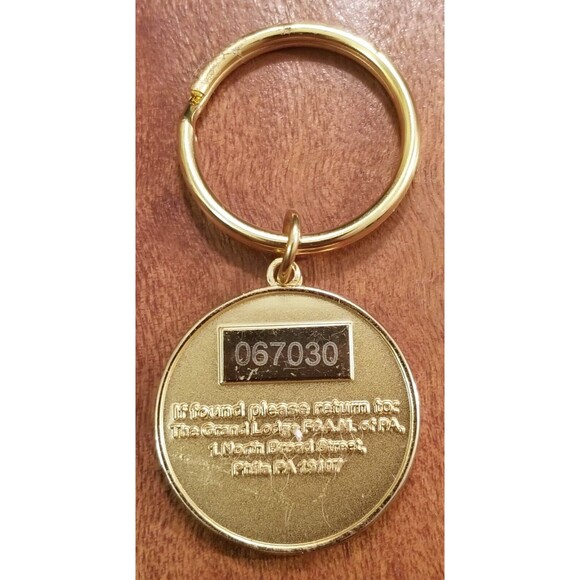 067030
If found please return to:
The Grand Lodge F&A.M. of PA,
1 North Broad Street,
Phila PA 19107